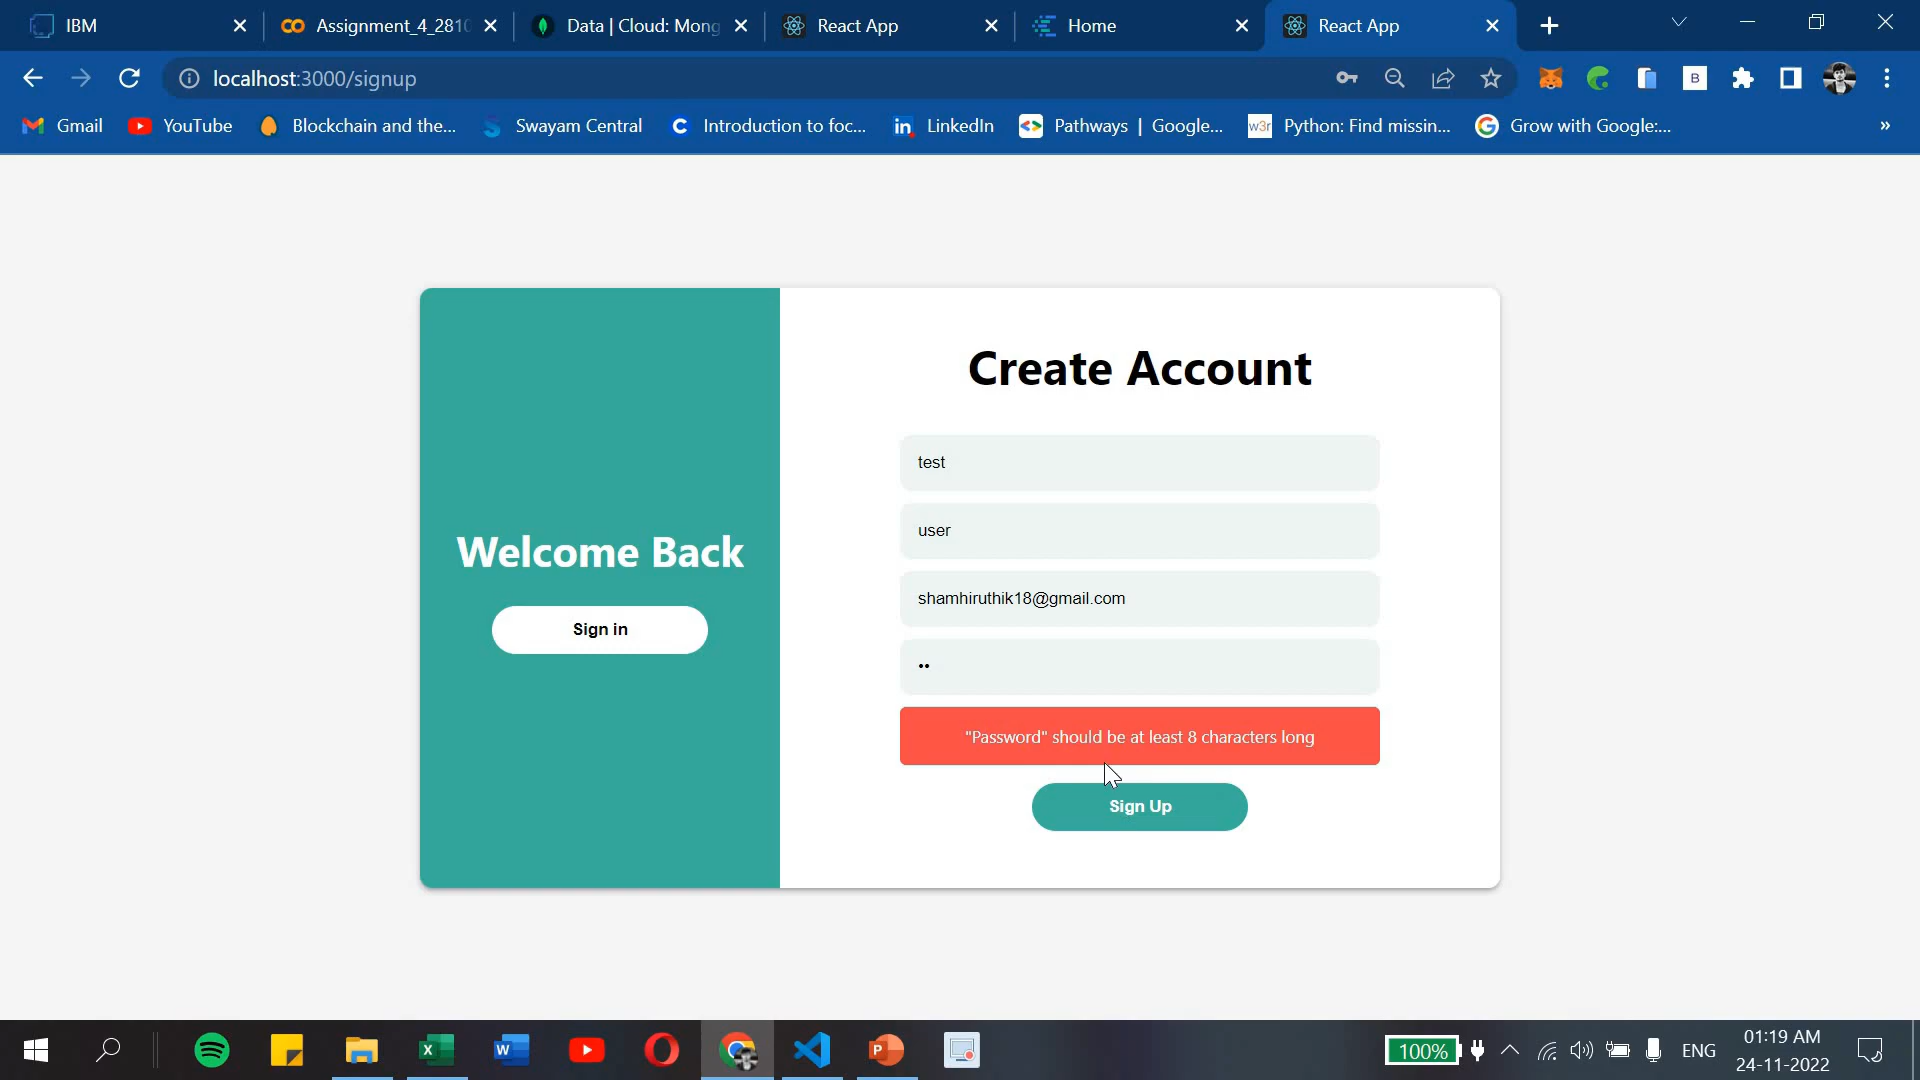 IBM
Assignment_4_2810
Data | Cloud: Mong
React App
Home
React App
localhost:3000/signup
B
Gmail
YouTube
Blockchain and the...
Swayam Central
Introduction to foc...
LinkedIn
Pathways | Google...
w3r
Python: Find missin...
Grow with Google:...
»
Create Account
test
user
Welcome Back
shamhiruthik18@gmail.com
Sign in
••
"Password" should be at least 8 characters long
Sign Up
100%
ENG
01:19 AM
24-11-2022